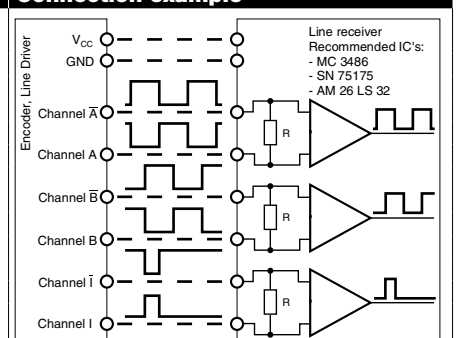 Connection example
Encoder, Line Driver
VCC
GND
Channel A̅
Channel A
Channel B̅
Channel B
Channel I̅
Channel I
Line receiver
Recommended IC's:
- MC 3486
- SN 75175
- AM 26 LS 32
R
R
R